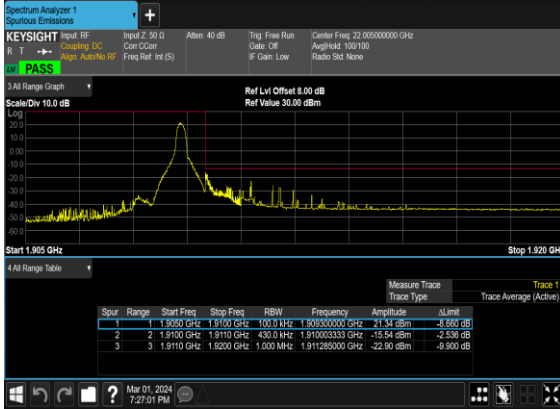 Spectrum Analyzer 1
Spurious Emissions
+
KEYSIGHT Input: RF Input Z: 50 Ω Atten: 40 dB Trig: Free Run Center Freq: 22.005000000 GHz
R T Coupling: DC Corr CCorr Gate: Off Avg|Hold: 100/100
Align: Auto/No RF Freq Ref: Int (S) IF Gain: Low Radio Std: None
PASS
3 All Range Graph
Ref Lvl Offset 8.00 dB
Scale/Div 10.0 dB Ref Value 30.00 dBm
Log
20.0
10.0
0.00
-10.0
-20.0
-30.0
-40.0
-50.0
-60.0
Start 1.905 GHz Stop 1.920 GH
4 All Range Table
Measure Trace Trace 1
Trace Type Trace Average (Active)
Spur Range Start Freq Stop Freq RBW Frequency Amplitude ΔLimit
1 1 1.9050 GHz 1.9100 GHz 100.0 kHz 1.909300000 GHz 21.34 dBm -8.660 dB
2 2 1.9100 GHz 1.9110 GHz 430.0 kHz 1.910003333 GHz -15.54 dBm -2.536 dB
3 3 1.9110 GHz 1.9200 GHz 1.000 MHz 1.911285000 GHz -22.90 dBm -9.900 dB
?
Mar 01, 2024
7:27:01 PM